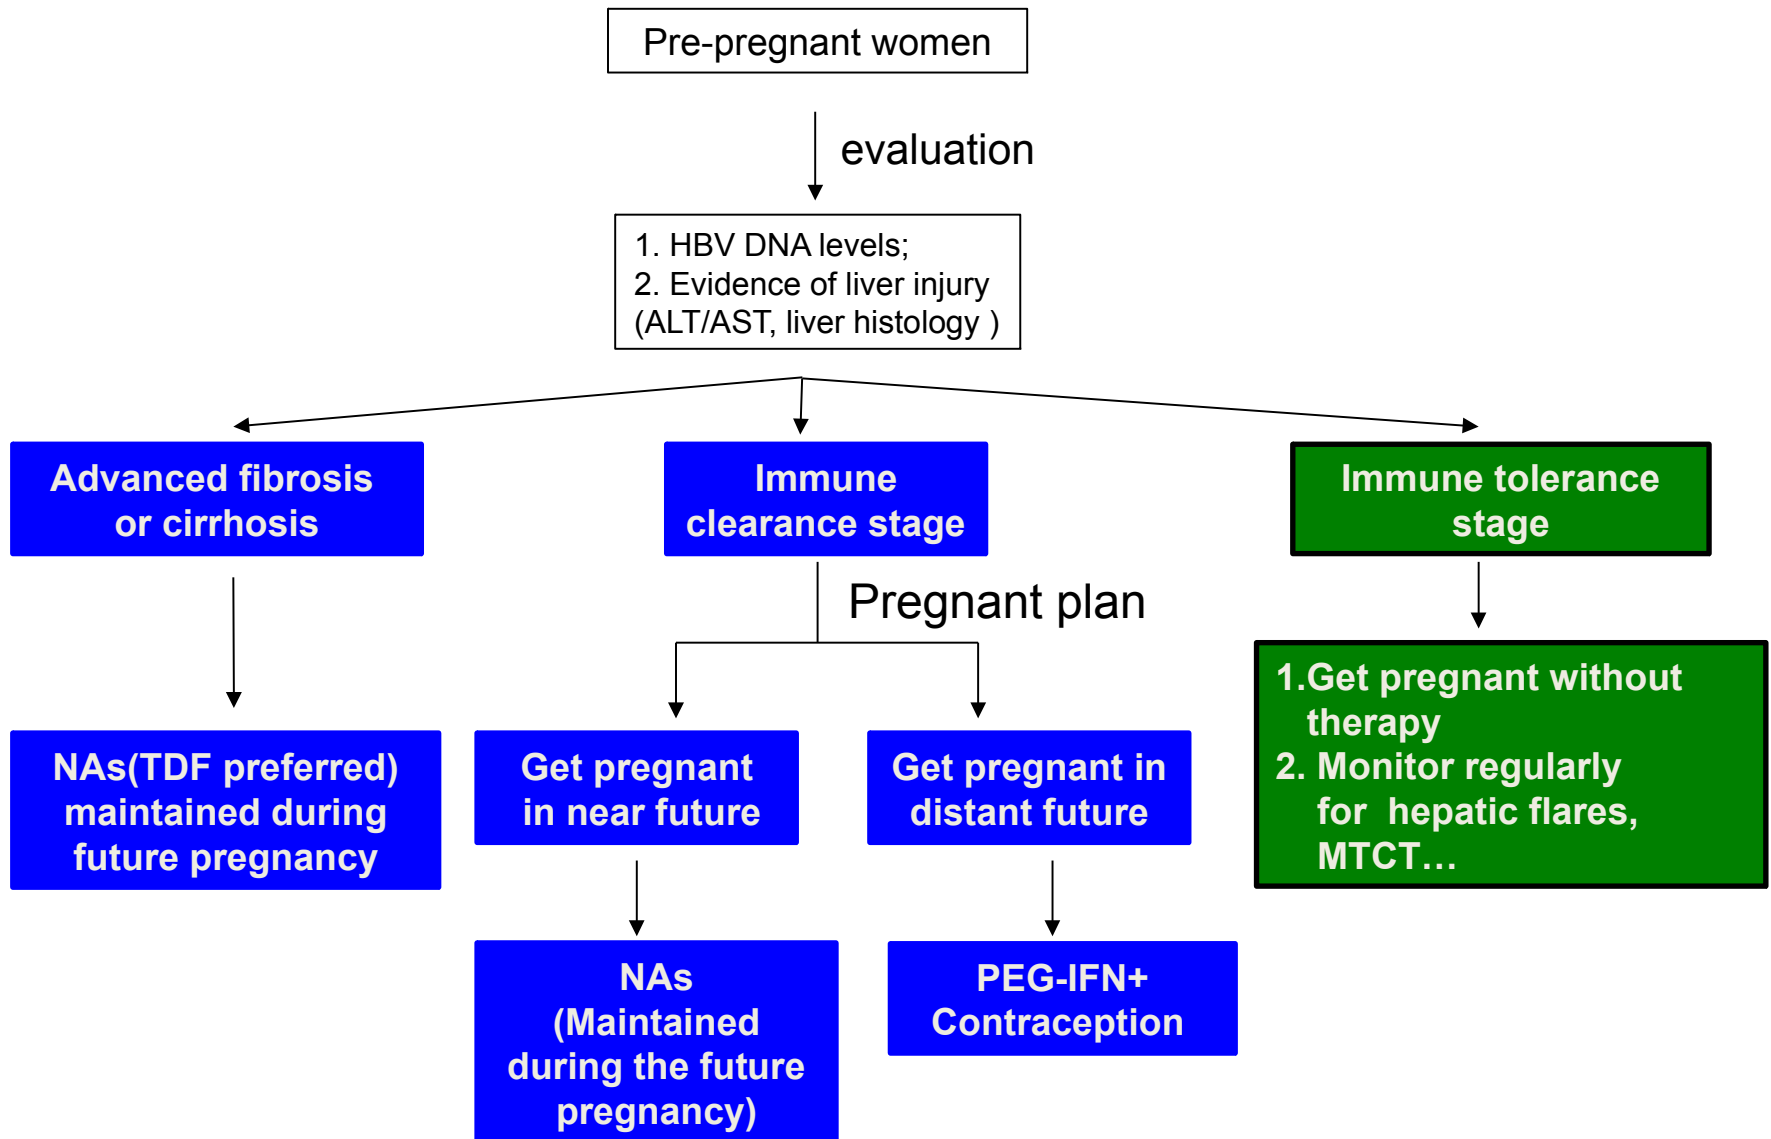 Pre-pregnant women
evaluation
1. HBV DNA levels;
2. Evidence of liver injury
(ALT/AST, liver histology )
Advanced fibrosis
or cirrhosis
Immune
clearance stage
Immune tolerance
stage
Pregnant plan
NAs(TDF preferred)
maintained during
future pregnancy
Get pregnant
in near future
Get pregnant in
distant future
1.Get pregnant without
therapy
2. Monitor regularly
for hepatic flares,
MTCT...
NAs
(Maintained
during the future
pregnancy)
PEG-IFN+
Contraception